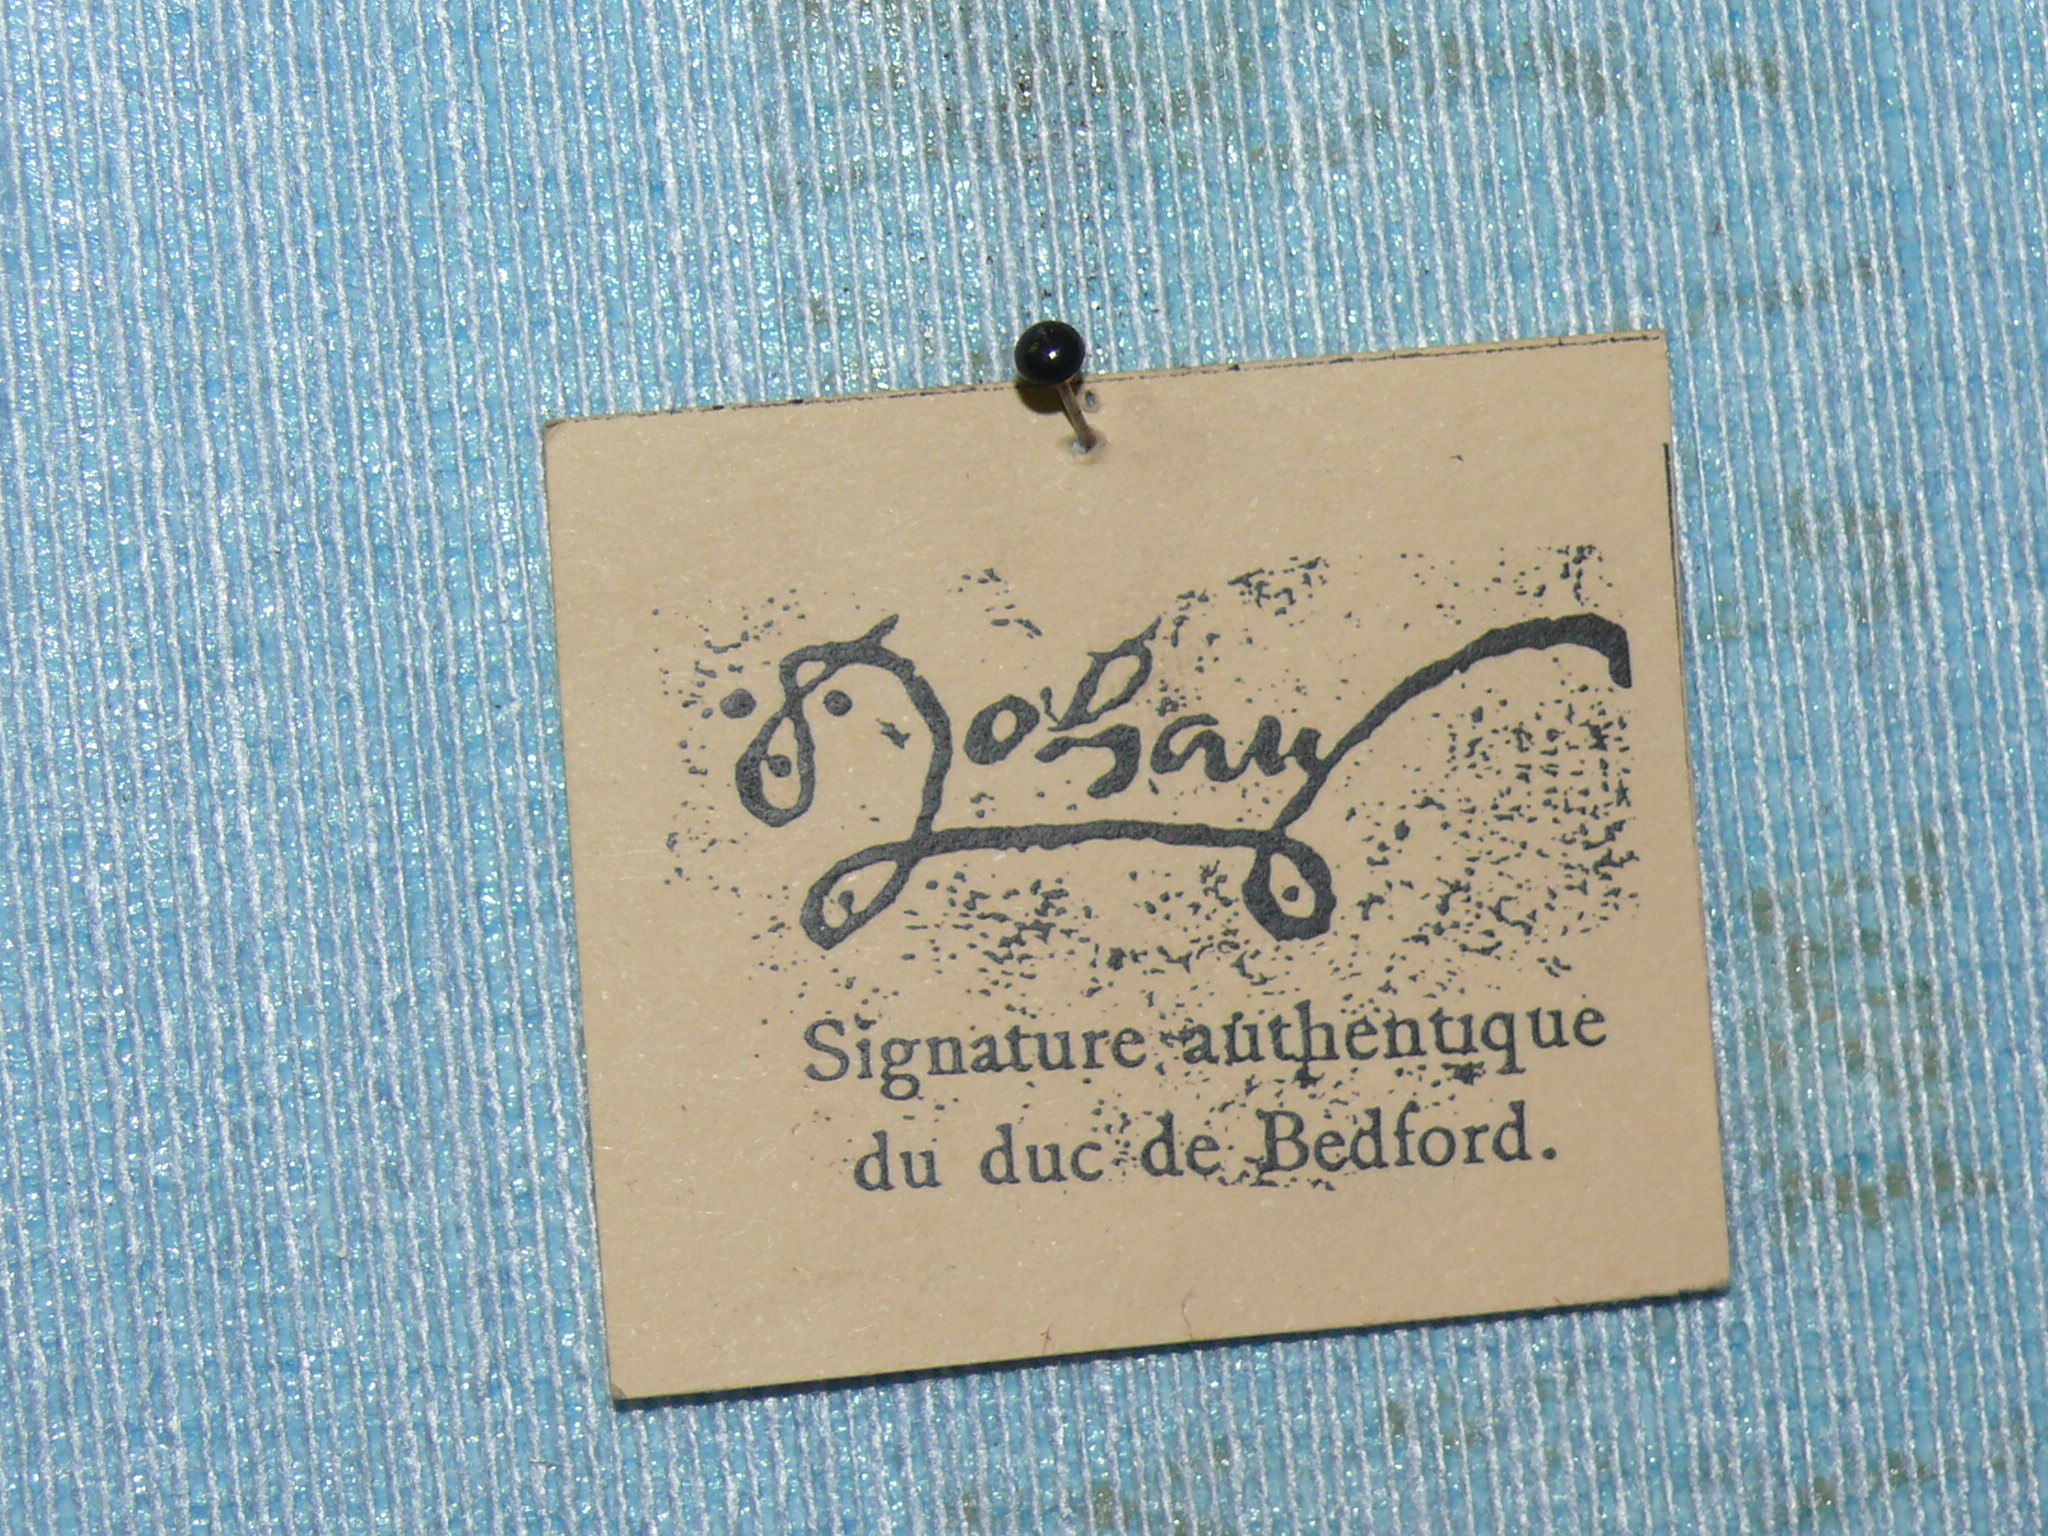 Signature authentique
du duc de Bedford.